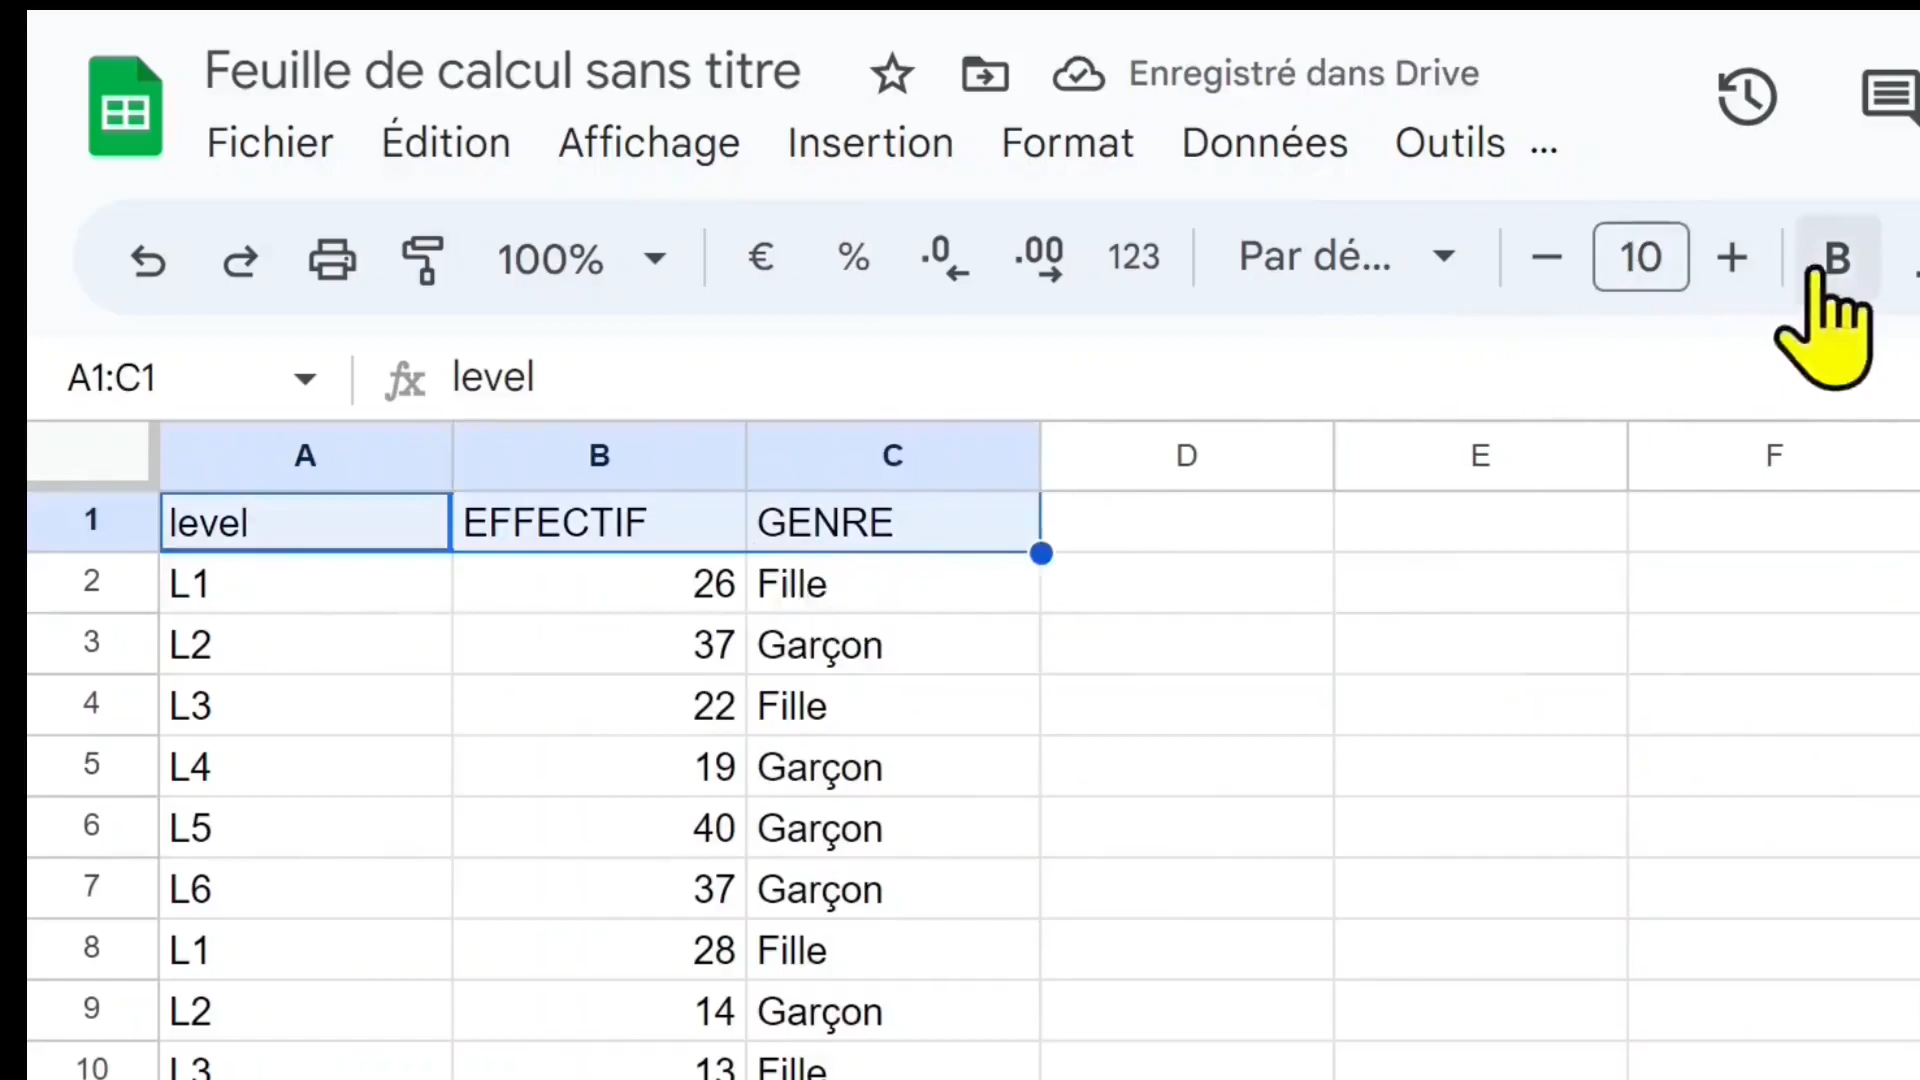 Feuille de calcul sans titre Enregistré dans Drive
Fichier Édition Affichage Insertion Format Données Outils ...
100% € % .0 .00 123 Par dé... 10 B
A1:C1 fx level
A B C D E F
1 level EFFECTIF GENRE
2 L1 26 Fille
3 L2 37 Garçon
4 L3 22 Fille
5 L4 19 Garçon
6 L5 40 Garçon
7 L6 37 Garçon
8 L1 28 Fille
9 L2 14 Garçon
10 L3 13 Fille